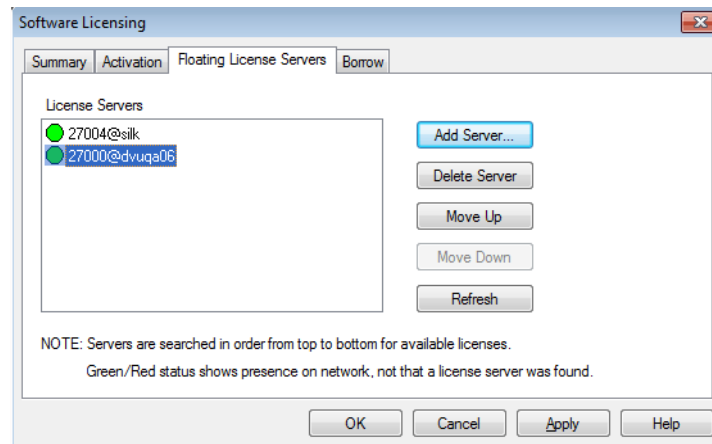 Software Licensing
Summary Activation Floating License Servers Borrow
License Servers
27004@silk
27000@dvuqa06
Add Server...
Delete Server
Move Up
Move Down
Refresh
NOTE: Servers are searched in order from top to bottom for available licenses.
Green/Red status shows presence on network, not that a license server was found.
OK Cancel Apply Help